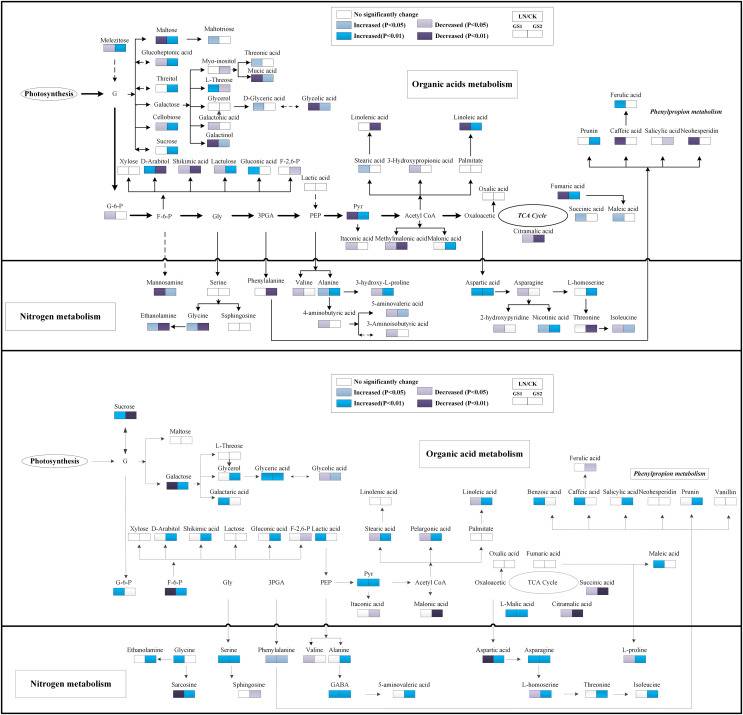 No significantly change
Increased (P<0.05)
Increased(P<0.01)
Decreased (P<0.05)
Decreased (P<0.01)
LN/CK
GS1 GS2
Melezitose
Maltose
Maltotriose
Glucoheptonic acid
Myo-inositol
Threonic acid
Mucic acid
Photosynthesis
G
Threitol
L-Threose
Organic acids metabolism
Galactose
Glycerol
D-Glyceric acid
Glycolic acid
Ferulic acid
Cellobiose
Galactonic acid
Linolenic acid
Linoleic acid
Phenylpropion metabolism
Sucrose
Galactinol
Prunin
Caffeic acid
Salicylic acid
Neohesperidin
Xylose
D-Arabitol
Shikimic acid
Lactulose
Gluconic acid
F-2,6-P
Stearic acid
3-Hydroxypropionic acid
Palmitate
Lactic acid
Oxalic acid
Fumaric acid
G-6-P
F-6-P
Gly
3PGA
PEP
Pyr
Acetyl CoA
Oxaloacetic
TCA Cycle
Succinic acid
Maleic acid
Itaconic acid
Methylmalonic acid
Malonic acid
Citramalic acid
Mannosamine
Serine
Phenylalanine
Valine
Alanine
3-hydroxy-L-proline
Aspartic acid
Asparagine
L-homoserine
Nitrogen metabolism
5-aminovaleric acid
4-aminobutyric acid
Ethanolamine
Glycine
Saphingosine
3-Aminoisobutyric acid
2-hydroxypyridine
Nicotinic acid
Threonine
Isoleucine
No significantly change
Increased (P<0.05)
Increased(P<0.01)
Decreased (P<0.05)
Decreased (P<0.01)
LN/CK
GS1 GS2
Sucrose
Maltose
L-Threose
Organic acid metabolism
Photosynthesis
G
Galactose
Glycerol
Glyceric acid
Glycolic acid
Ferulic acid
Phenylpropion metabolism
Galactaric acid
Linolenic acid
Linoleic acid
Benzoic acid
Caffeic acid
Salicylic acid
Neohesperidin
Prunin
Vanillin
Xylose
D-Arabitol
Shikimic acid
Lactose
Gluconic acid
F-2,6-P
Lactic acid
Stearic acid
Pelargonic acid
Palmitate
Oxalic acid
Fumaric acid
Maleic acid
G-6-P
F-6-P
Gly
3PGA
PEP
Pyr
Acetyl CoA
Oxaloacetic
TCA Cycle
Succinic acid
Itaconic acid
Malonic acid
L-Malic Acid
Citramalic acid
Ethanolamine
Glycine
Serine
Phenylalanine
Valine
Alanine
Aspartic acid
Asparagine
L-proline
Nitrogen metabolism
Sarcosine
Sphingosine
GABA
5-aminovaleric acid
L-homoserine
Threonine
Isoleucine